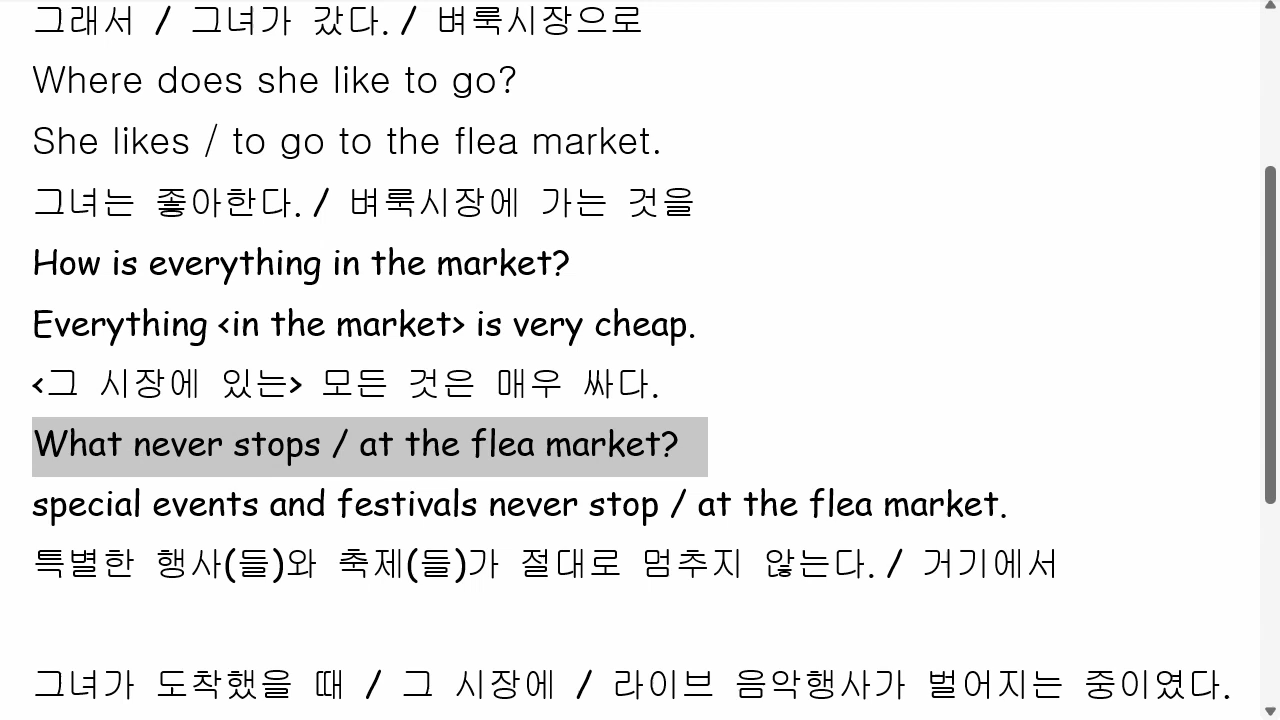 그래서 / 그녀가 갔다. / 벼룩시장으로
Where does she like to go?
She likes / to go to the flea market.
그녀는 좋아한다. / 벼룩시장에 가는 것을
How is everything in the market?
Everything <in the market> is very cheap.
<그 시장에 있는> 모든 것은 매우 싸다.
What never stops / at the flea market?
special events and festivals never stop / at the flea market.
특별한 행사(들)와 축제(들)가 절대로 멈추지 않는다. / 거기에서
그녀가 도착했을 때 / 그 시장에 / 라이브 음악행사가 벌어지는 중이였다.